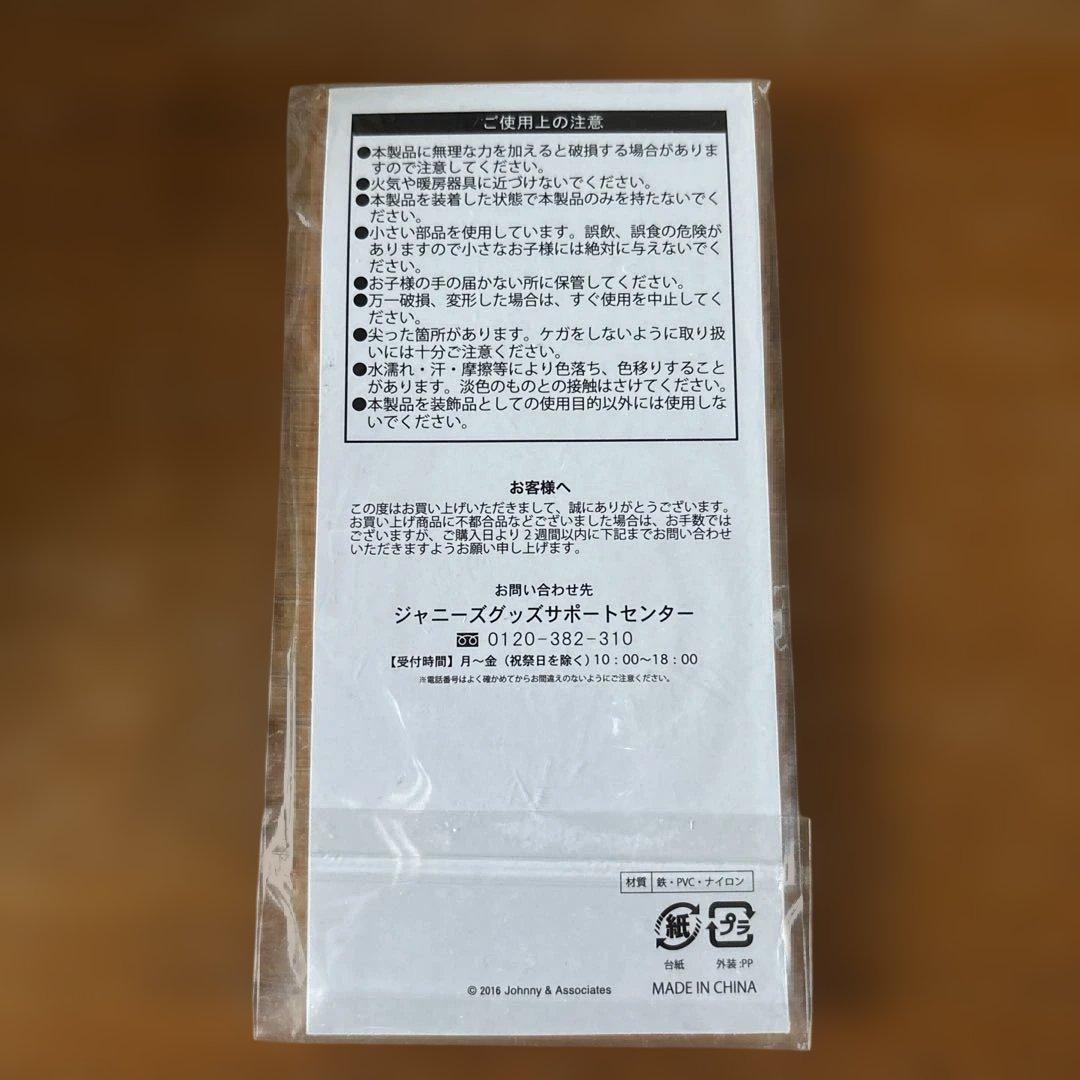 ご使用上の注意
●本製品に無理な力を加えると破損する場合がありま
すので注意してください。
●火気や暖房器具に近づけないでください。
●本製品を装着した状態で本製品のみを持たないでく
ださい。
●小さい部品を使用しています。誤飲、誤食の危険が
ありますので小さなお子様には絶対に与えないでく
ださい。
●お子様の手の届かない所に保管してください。
●万一破損、変形した場合は、すぐ使用を中止してく
ださい。
●尖った箇所があります。ケガをしないように取り扱
いには十分ご注意ください。
●水濡れ・汗・摩擦等により色落ち、色移りすること
があります。淡色のものとの接触はさけてください。
●本製品を装飾品としての使用目的以外には使用しな
いでください。
お客様へ
この度はお買い上げいただきまして、誠にありがとうございます。
お買い上げ商品に不都合品などございました場合は、お手数では
ございますが、ご購入日より2週間以内に下記までお問い合わせ
いただきますようお願い申し上げます。
お問い合わせ先
ジャニーズグッズサポートセンター
0120-382-310
【受付時間】月〜金（祝祭日を除く）10：00〜18：00
※電話番号はよく確かめてからお間違えのないようにご注意ください。
材質 鉄・PVC・ナイロン
紙 プラ
台紙 外装:PP
© 2016 Johnny & Associates MADE IN CHINA